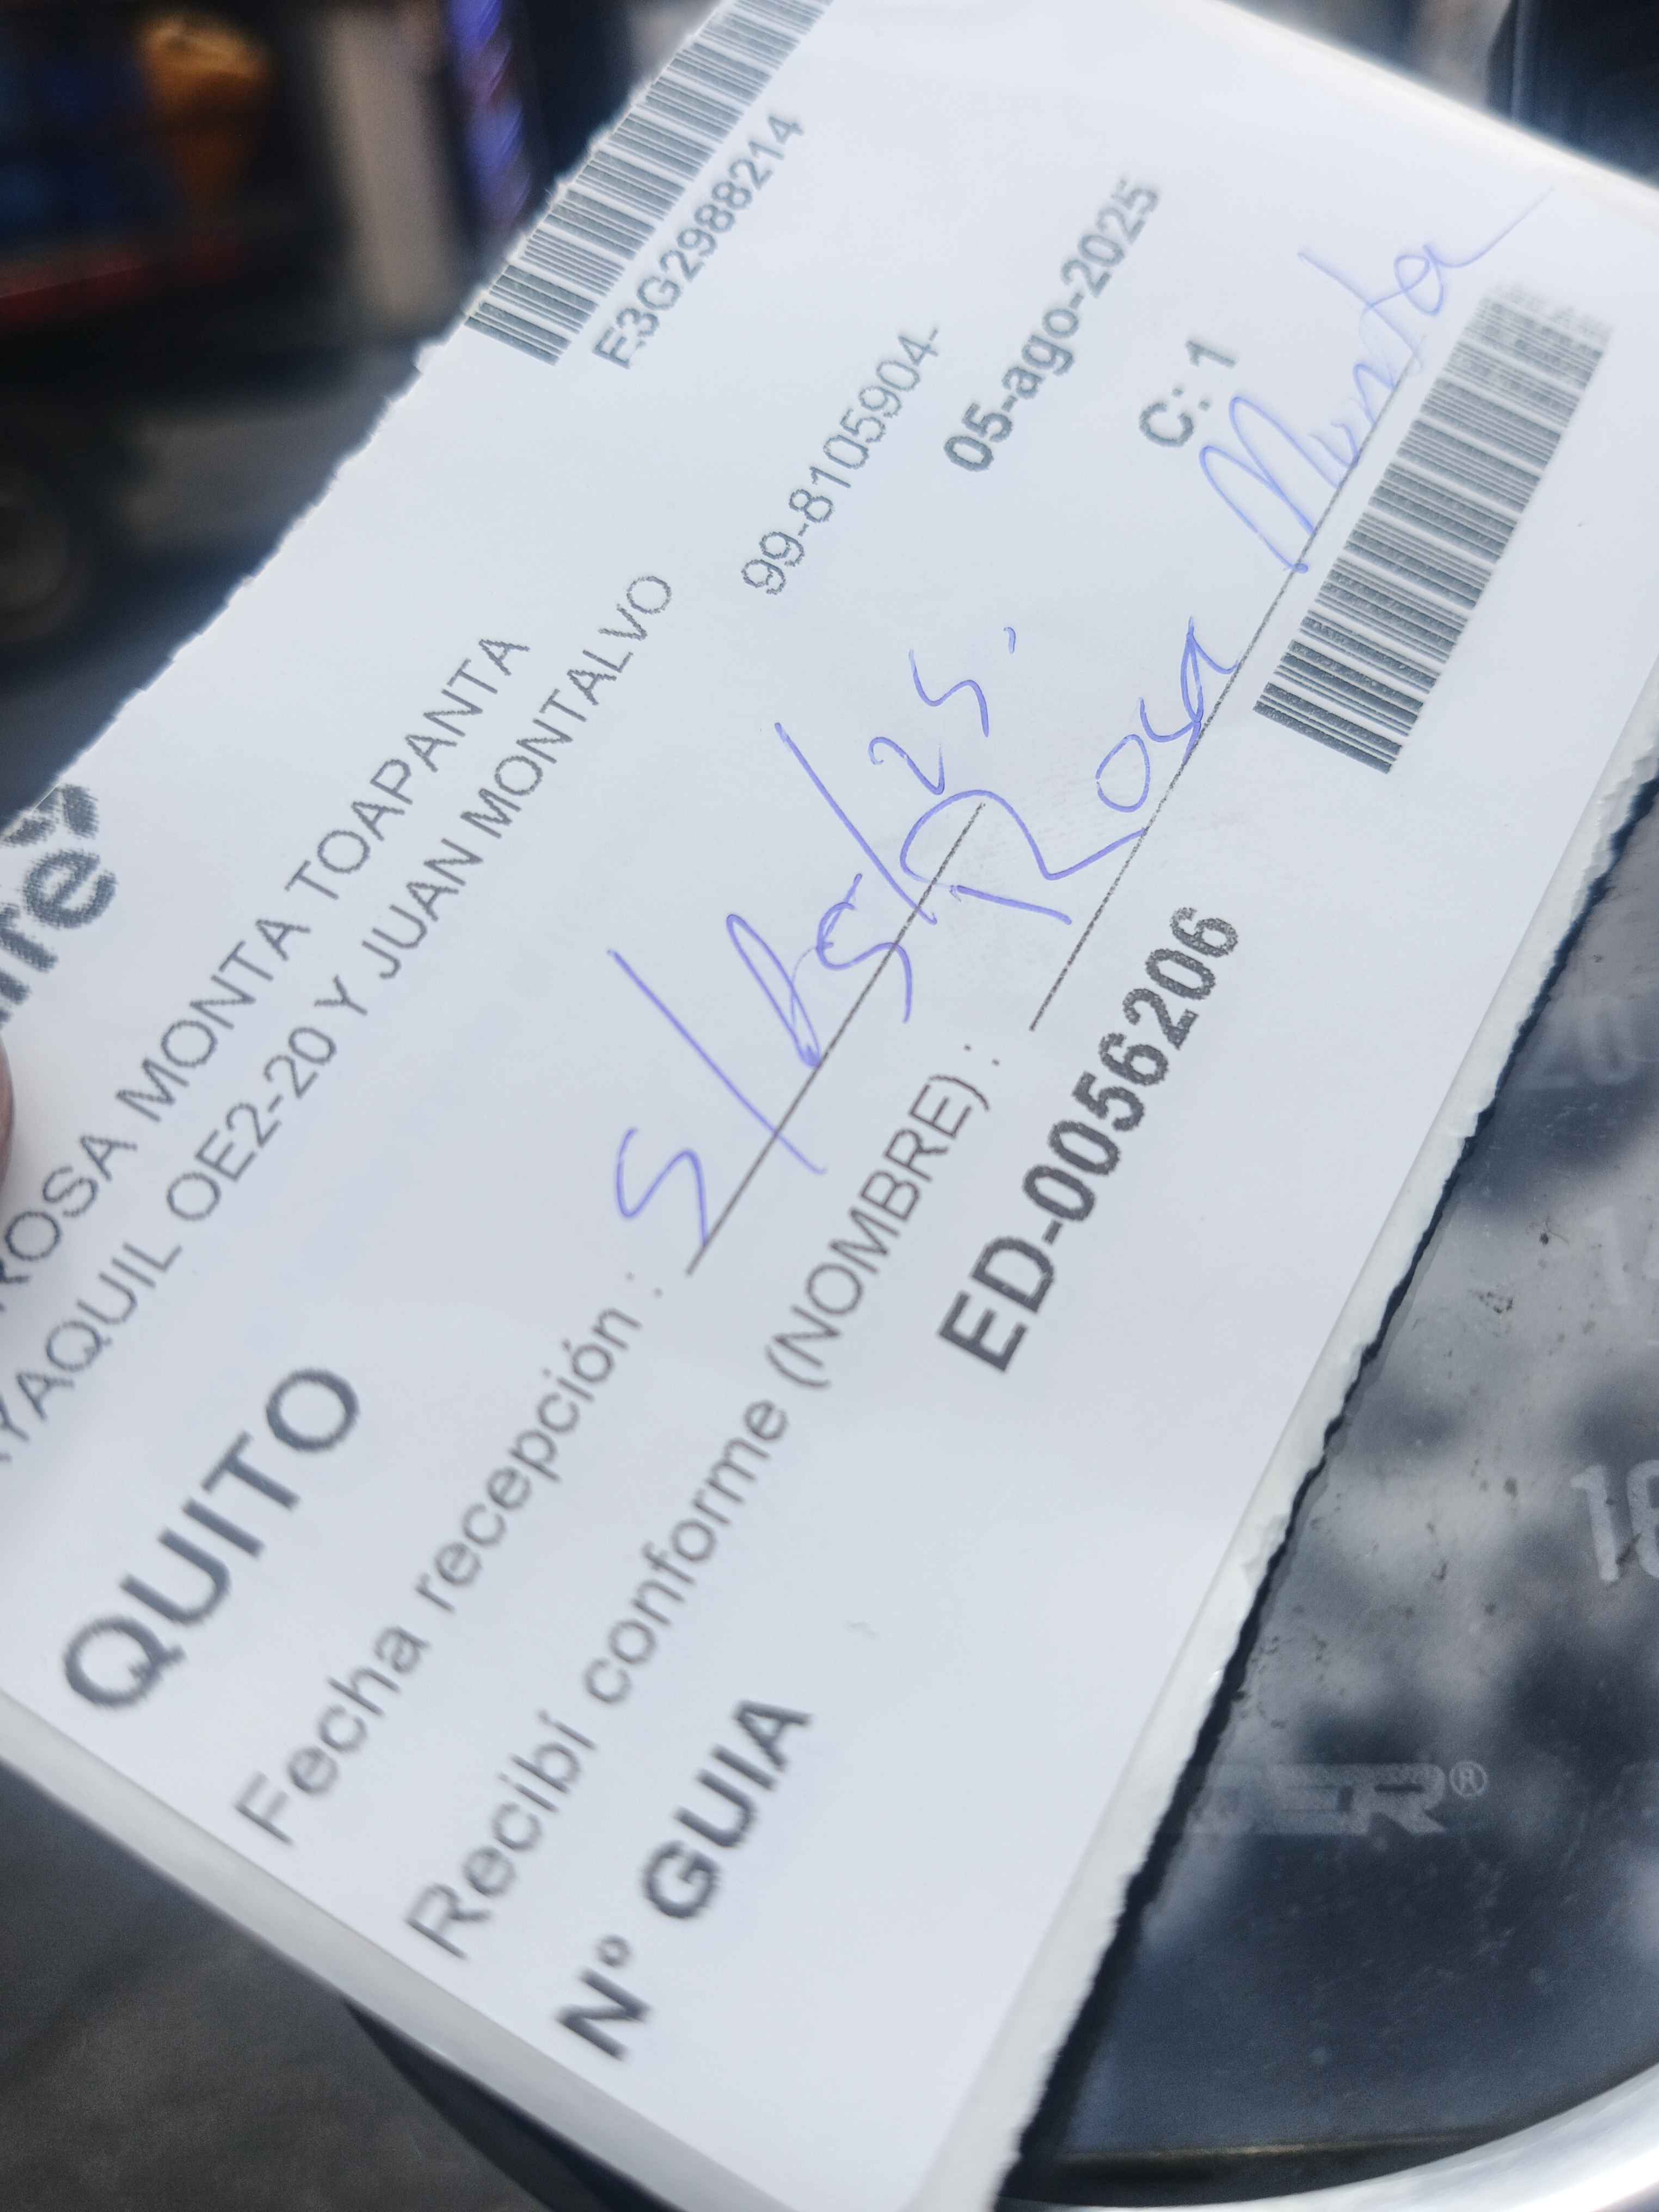 E3G2988214
ROSA MONTA TOAPANTA
YAQUIL OE2-20 Y JUAN MONTALVO
99-8105904-
QUITO
05-ago-2025
Fecha recepción : 5/Ag/25.
C: 1
Recibí conforme (NOMBRE) : Rosa Monta
N° GUIA ED-0056206